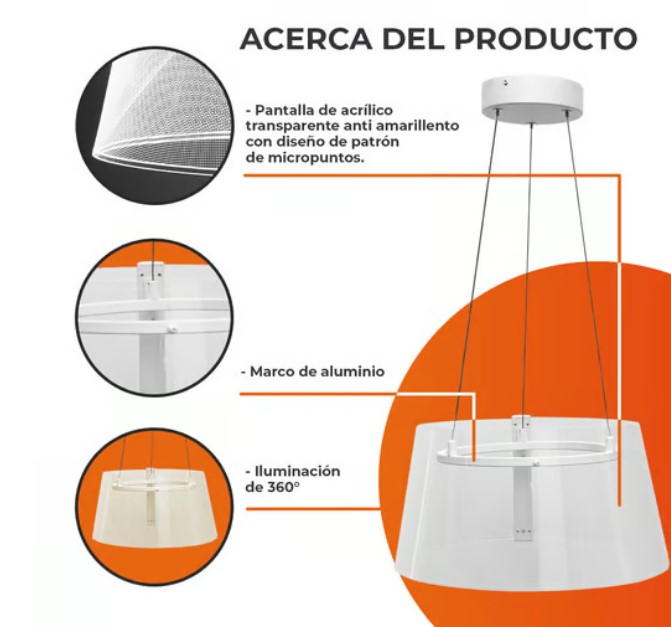 ACERCA DEL PRODUCTO
- Pantalla de acrílico
transparente anti amarillento
con diseño de patrón
de micropuntos.
- Marco de aluminio
- Iluminación
de 360°